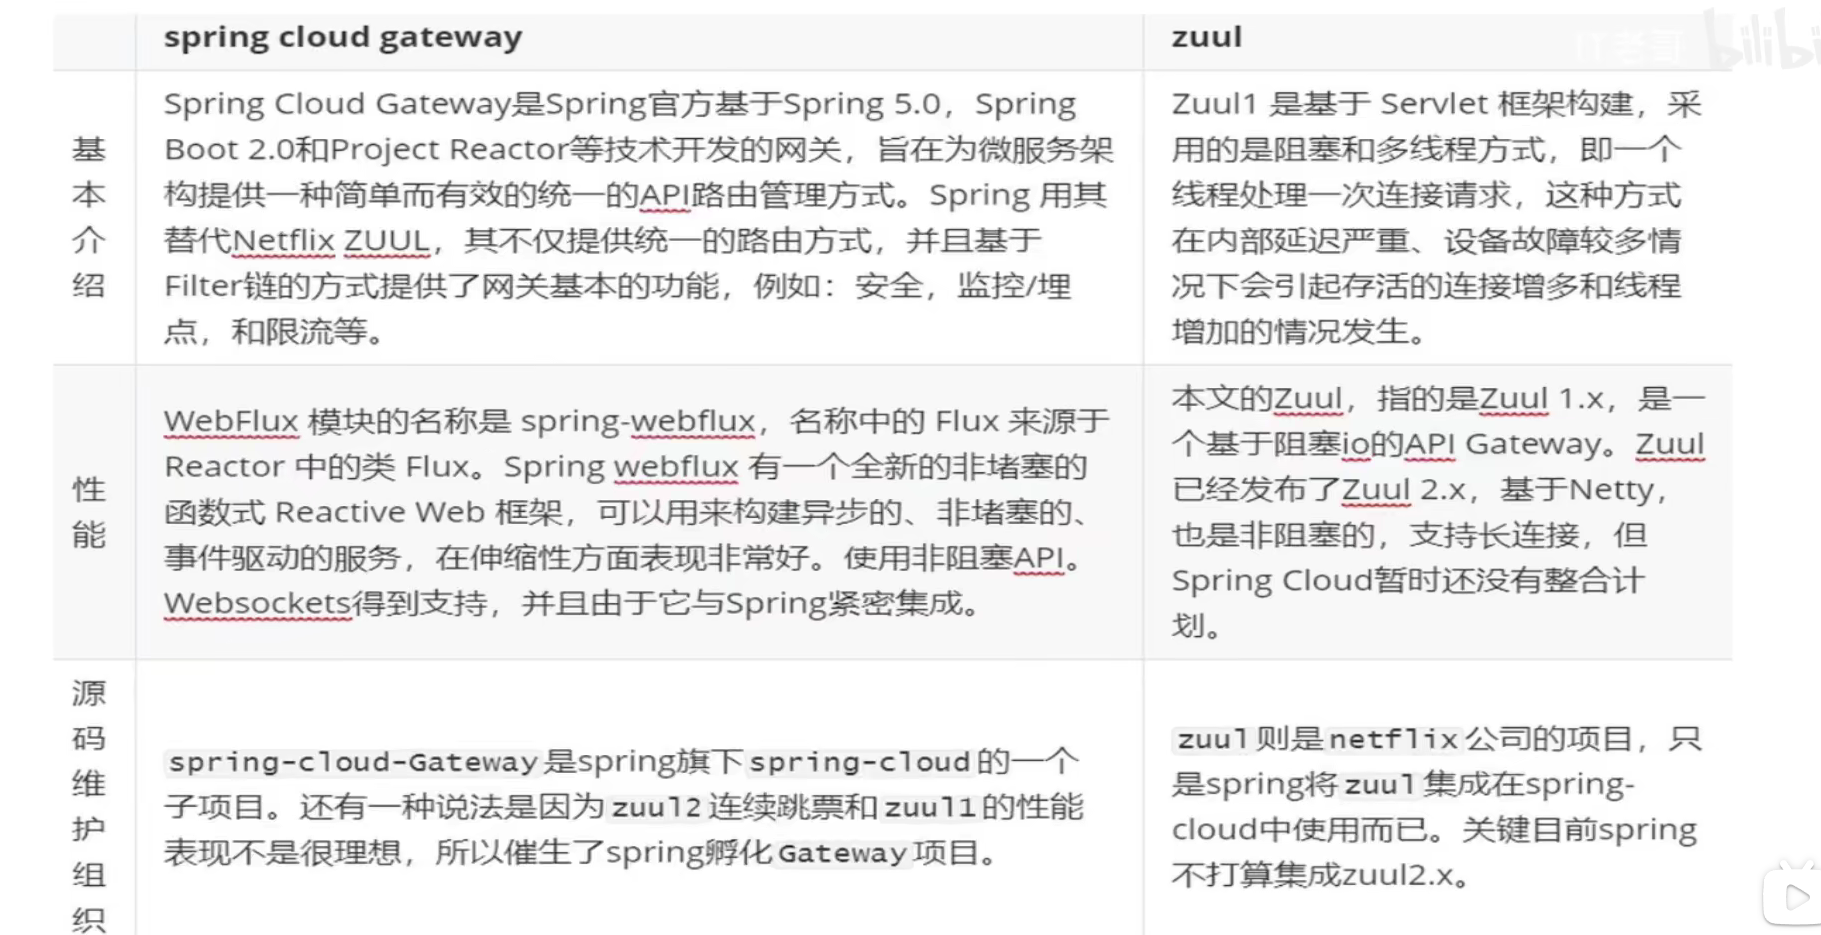 spring cloud gateway
zuul
bilibi
基本介绍
Spring Cloud Gateway是Spring官方基于Spring 5.0，Spring
Boot 2.0和Project Reactor等技术开发的网关，旨在为微服务架
构提供一种简单而有效的统一的API路由管理方式。Spring 用其
替代Netflix ZUUL，其不仅提供统一的路由方式，并且基于
Filter链的方式提供了网关基本的功能，例如：安全，监控/埋
点，和限流等。
Zuul1 是基于 Servlet 框架构建，采
用的是阻塞和多线程方式，即一个
线程处理一次连接请求，这种方式
在内部延迟严重、设备故障较多情
况下会引起存活的连接增多和线程
增加的情况发生。
性能
WebFlux 模块的名称是 spring-webflux，名称中的 Flux 来源于
Reactor 中的类 Flux。Spring webflux 有一个全新的非堵塞的
函数式 Reactive Web 框架，可以用来构建异步的、非堵塞的、
事件驱动的服务，在伸缩性方面表现非常好。使用非阻塞API。
Websockets得到支持，并且由于它与Spring紧密集成。
本文的Zuul，指的是Zuul 1.x，是一
个基于阻塞io的API Gateway。Zuul
已经发布了Zuul 2.x，基于Netty，
也是非阻塞的，支持长连接，但
Spring Cloud暂时还没有整合计
划。
源码维护组织
spring-cloud-Gateway是spring旗下spring-cloud的一个
子项目。还有一种说法是因为zuul2连续跳票和zuul1的性能
表现不是很理想，所以催生了spring孵化Gateway项目。
zuul则是netflix公司的项目，只
是spring将zuul集成在spring-
cloud中使用而已。关键目前spring
不打算集成zuul2.x。